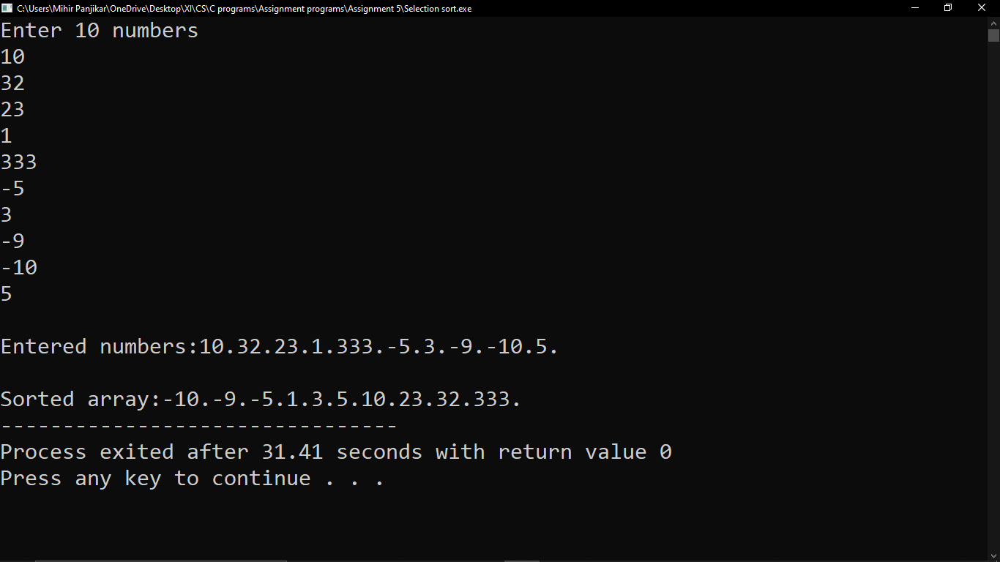 C:\Users\Mihir Panjikar\OneDrive\Desktop\XI\CS\C programs\Assignment programs\Assignment 5\Selection sort.exe
Enter 10 numbers
10
32
23
1
333
-5
3
-9
-10
5
Entered numbers:10.32.23.1.333.-5.3.-9.-10.5.
Sorted array:-10.-9.-5.1.3.5.10.23.32.333.
--------------------------------
Process exited after 31.41 seconds with return value 0
Press any key to continue . . .